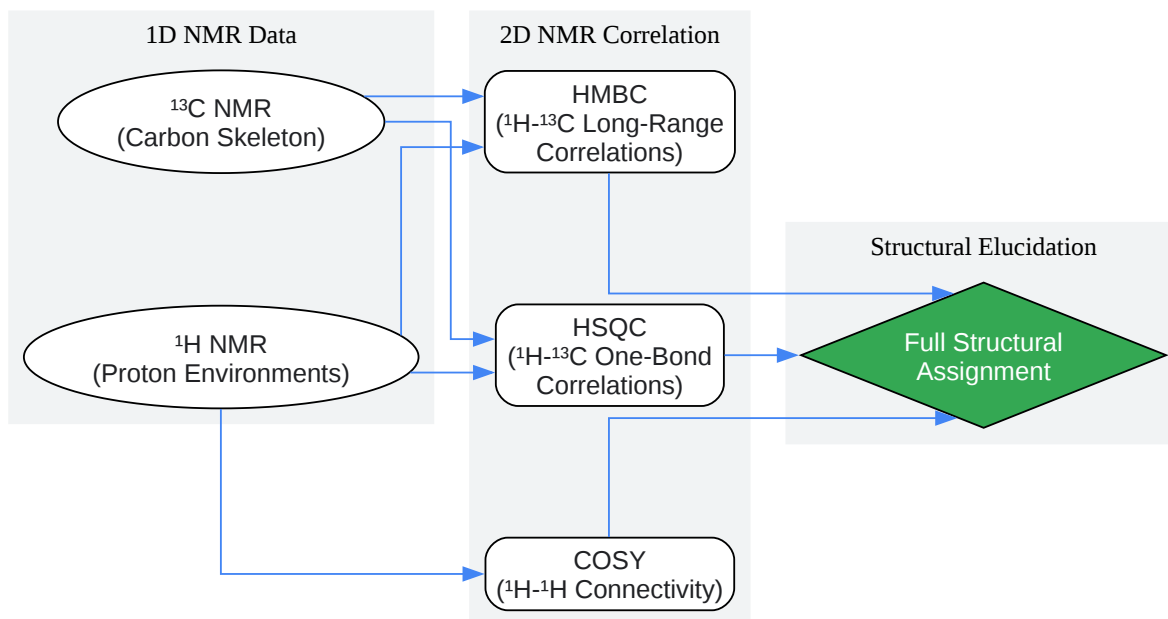 1D NMR Data
¹³C NMR
(Carbon Skeleton)
¹H NMR
(Proton Environments)
2D NMR Correlation
HMBC
(¹H-¹³C Long-Range
Correlations)
HSQC
(¹H-¹³C One-Bond
Correlations)
COSY
(¹H-¹H Connectivity)
Structural Elucidation
Full Structural
Assignment